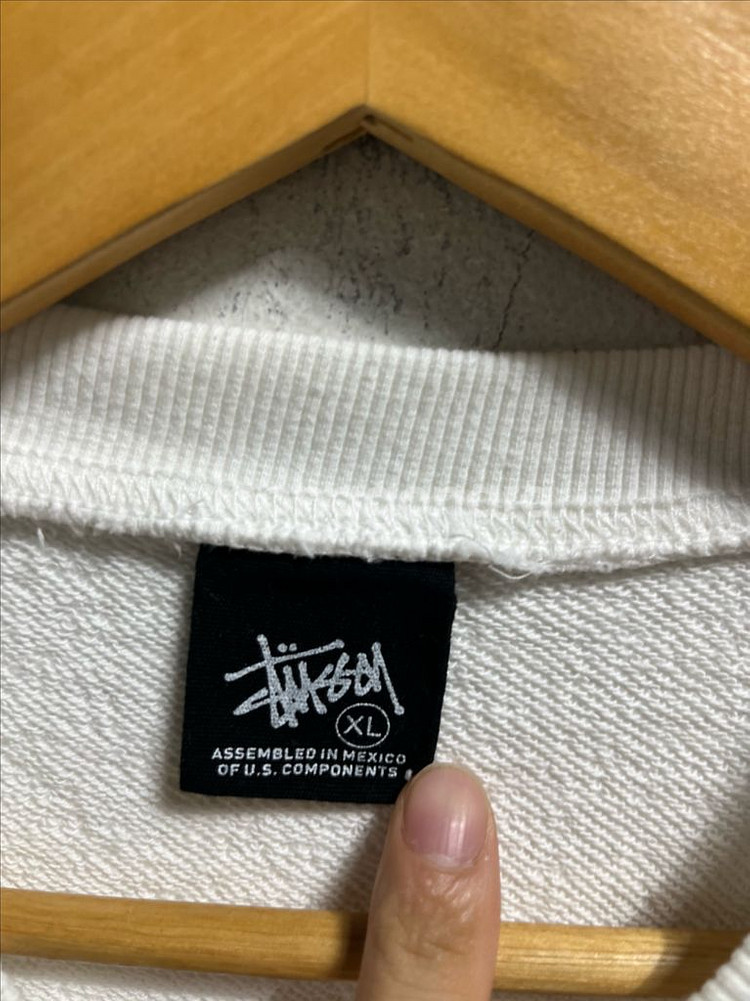 Stüssy
XL
ASSEMBLED IN MEXICO
OF U.S. COMPONENTS